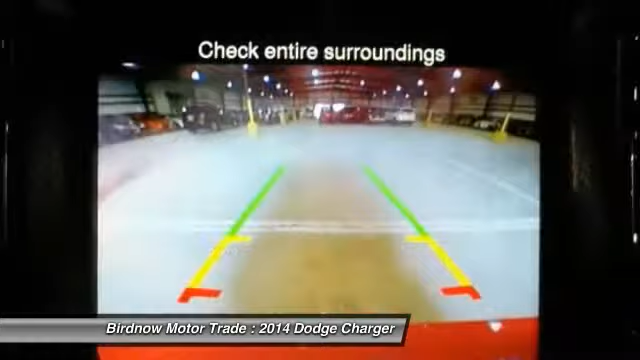 Check entire surroundings
Birdnow Motor Trade : 2014 Dodge Charger